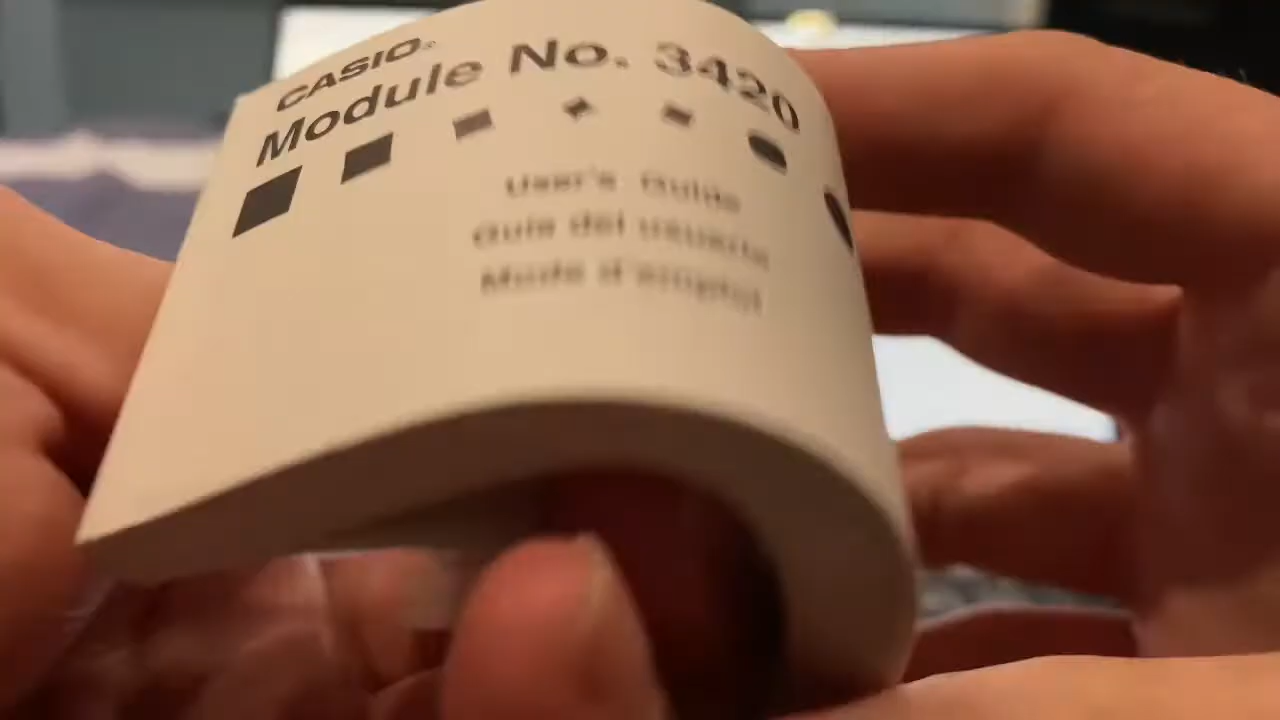 CASIO®
Module No. 3420
User's Guide
Guía del usuario
Mode d'emploi